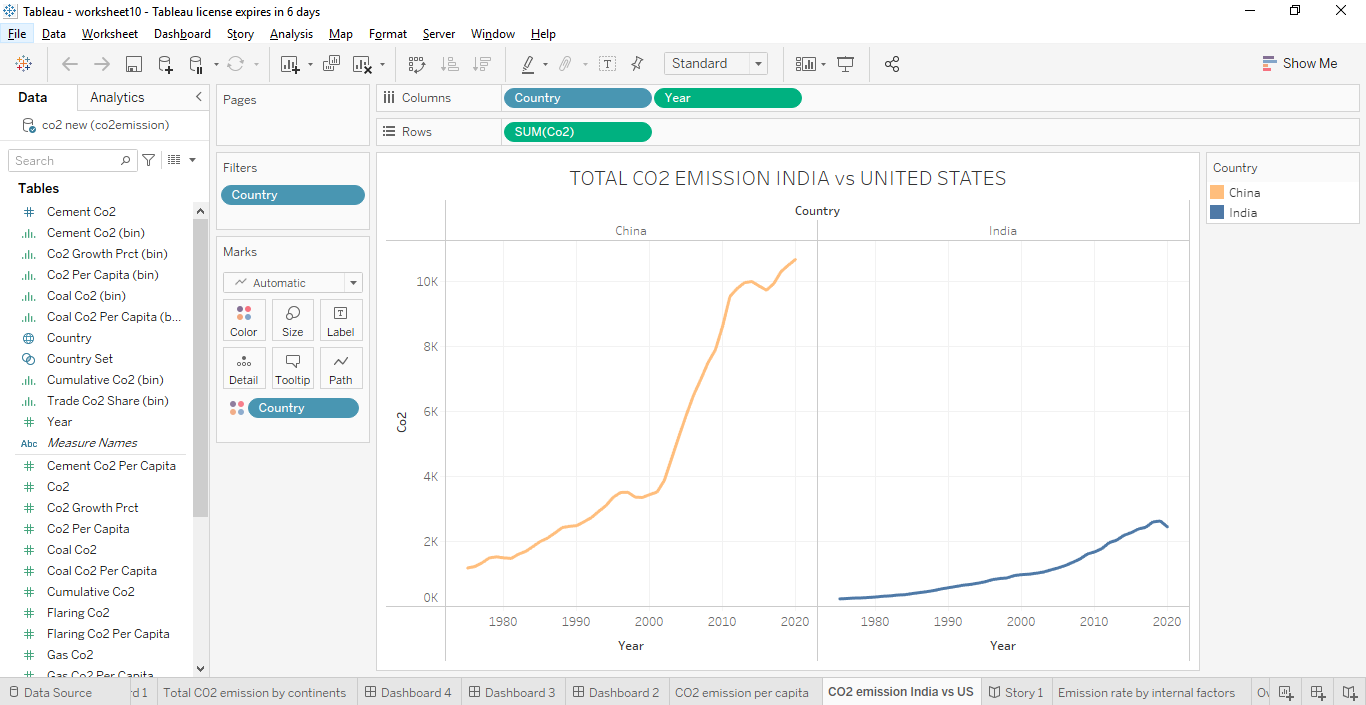 Tableau - worksheet10 - Tableau license expires in 6 days
File Data Worksheet Dashboard Story Analysis Map Format Server Window Help
Standard
Show Me
Data Analytics
co2 new (co2emission)
Search
Tables
Cement Co2
Cement Co2 (bin)
Co2 Growth Prct (bin)
Co2 Per Capita (bin)
Coal Co2 (bin)
Coal Co2 Per Capita (b...
Country
Country Set
Cumulative Co2 (bin)
Trade Co2 Share (bin)
Year
Abc Measure Names
Cement Co2 Per Capita
Co2
Co2 Growth Prct
Co2 Per Capita
Coal Co2
Coal Co2 Per Capita
Cumulative Co2
Flaring Co2
Flaring Co2 Per Capita
Gas Co2
Gas Co2 Per Capita
Pages
Filters
Country
Marks
Automatic
Color Size Label
Detail Tooltip Path
Country
Columns Country Year
Rows SUM(Co2)
TOTAL CO2 EMISSION INDIA vs UNITED STATES
Country
China India
Co2
10K
8K
6K
4K
2K
0K
1980 1990 2000 2010 2020 1980 1990 2000 2010 2020
Year Year
Country
China
India
Data Source d 1 Total CO2 emission by continents Dashboard 4 Dashboard 3 Dashboard 2 CO2 emission per capita CO2 emission India vs US Story 1 Emission rate by internal factors Ov